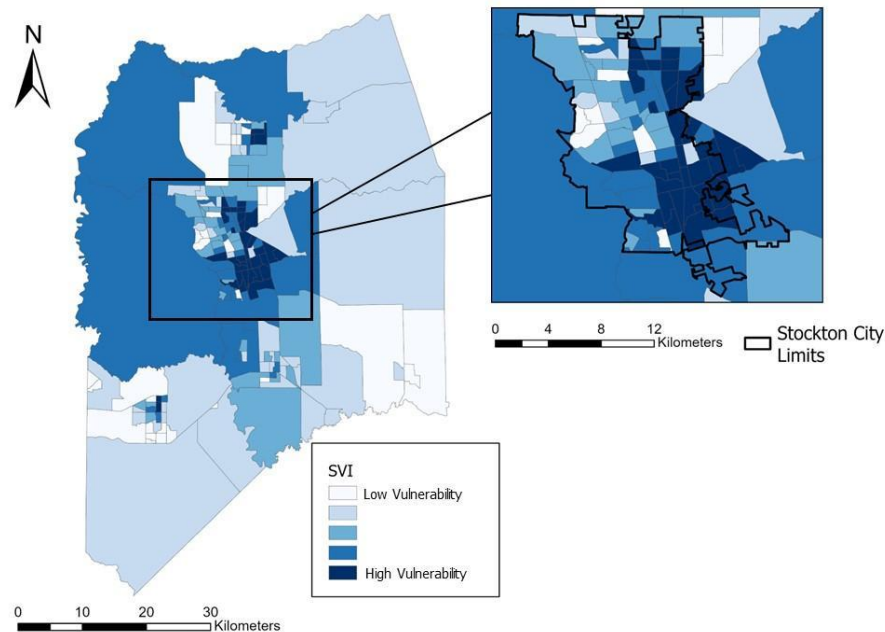 N
0 4 8 12
Kilometers
Stockton City
Limits
SVI
Low Vulnerability
High Vulnerability
0 10 20 30
Kilometers